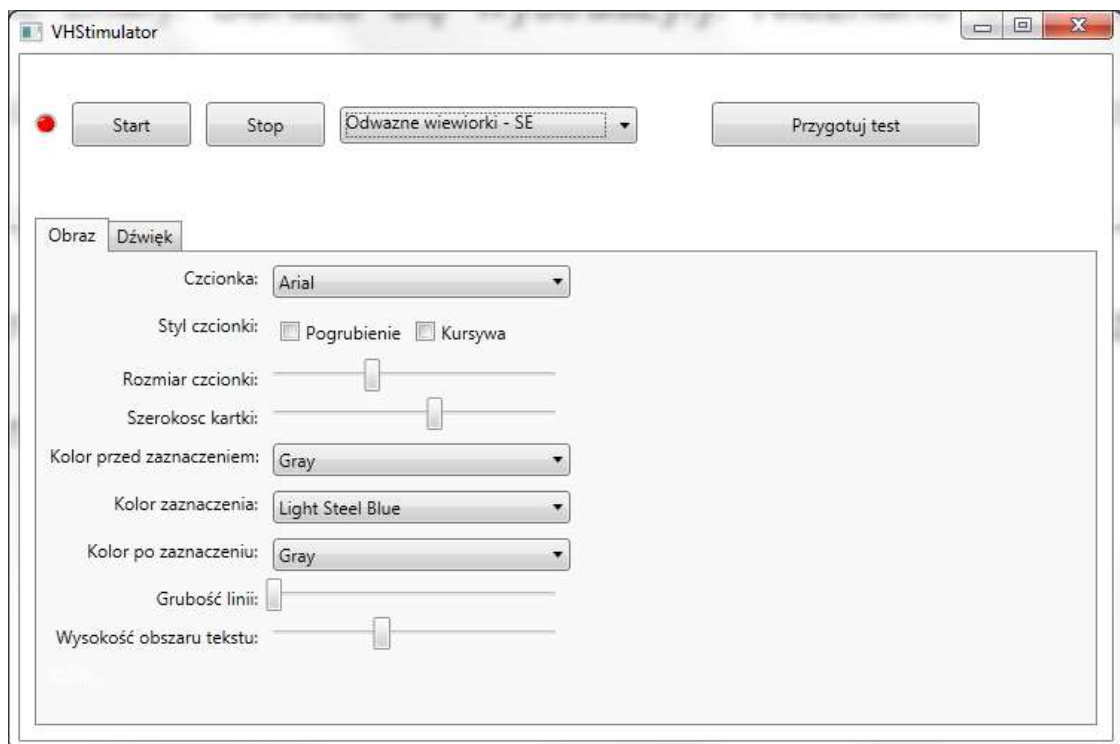 VHStimulator
Start Stop Odwazne wiewiorki - SE Przygotuj test
Obraz Dźwięk
Czcionka: Arial
Styl czcionki: Pogrubienie Kursywa
Rozmiar czcionki:
Szerokosc kartki:
Kolor przed zaznaczeniem: Gray
Kolor zaznaczenia: Light Steel Blue
Kolor po zaznaczeniu: Gray
Grubość linii:
Wysokość obszaru tekstu: